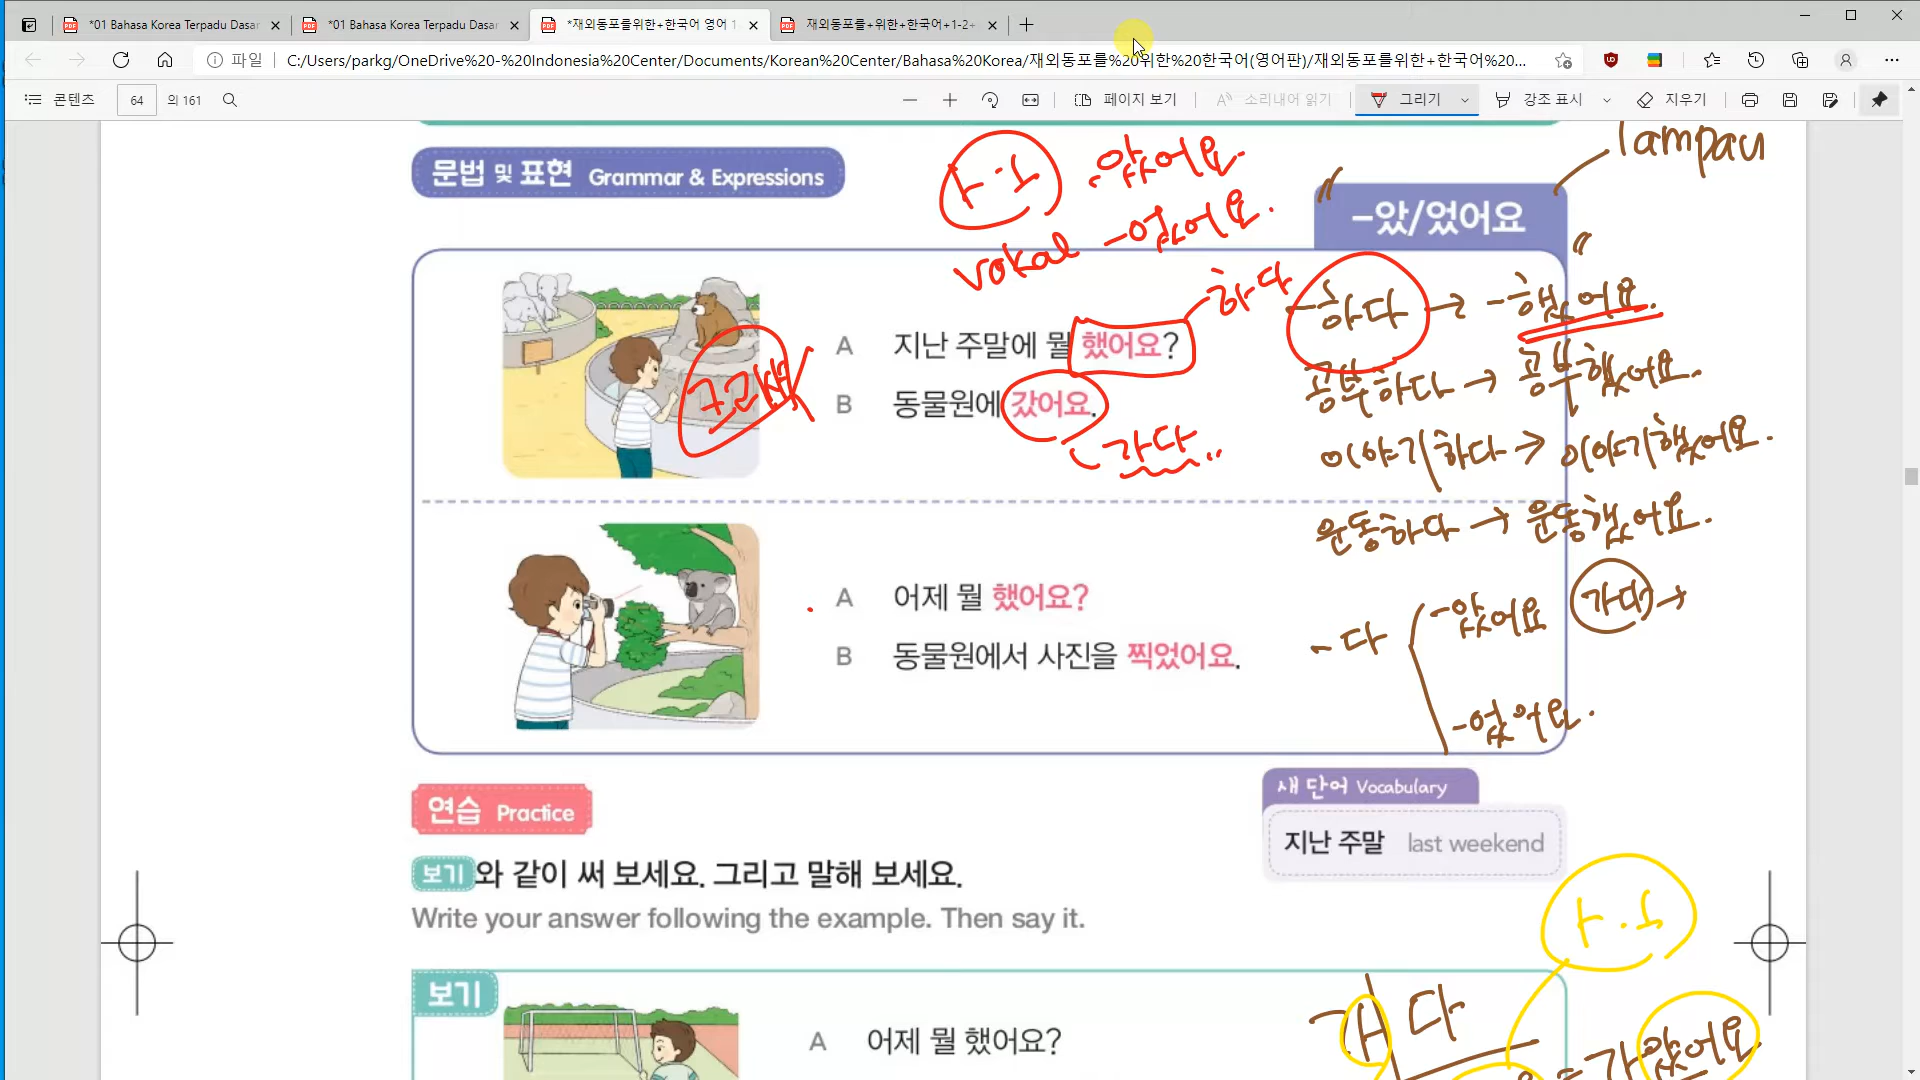 *01 Bahasa Korea Terpadu Dasar
*01 Bahasa Korea Terpadu Dasar
*재외동포를위한+한국어 영어 1
재외동포를+위한+한국어+1-2+
파일
C:/Users/parkg/OneDrive%20-%20Indonesia%20Center/Documents/Korean%20Center/Bahasa%20Korea/재외동포를%20위한%20한국어(영어판)/재외동포를위한+한국어%20...
콘텐츠 64 의 161
페이지 보기
소리내어 읽기
그리기
강조 표시
지우기
lampau
문법 및 표현 Grammar & Expressions
ㅏ.ㅗ -았어요.
vokal -었어요.
-았/었어요
-하다
-하다 → -했어요.
A 지난 주말에 뭘 했어요?
공부하다 → 공부했어요.
B 동물원에 갔어요.
가다
이야기하다 → 이야기했어요.
운동하다 → 운동했어요.
A 어제 뭘 했어요?
-다 -았어요 가다 →
B 동물원에서 사진을 찍었어요.
-었어요.
연습 Practice
새 단어 Vocabulary
지난 주말 last weekend
보기와 같이 써 보세요. 그리고 말해 보세요.
Write your answer following the example. Then say it.
ㅏ.ㅗ
보기
A 어제 뭘 했어요?
가다
가았어요